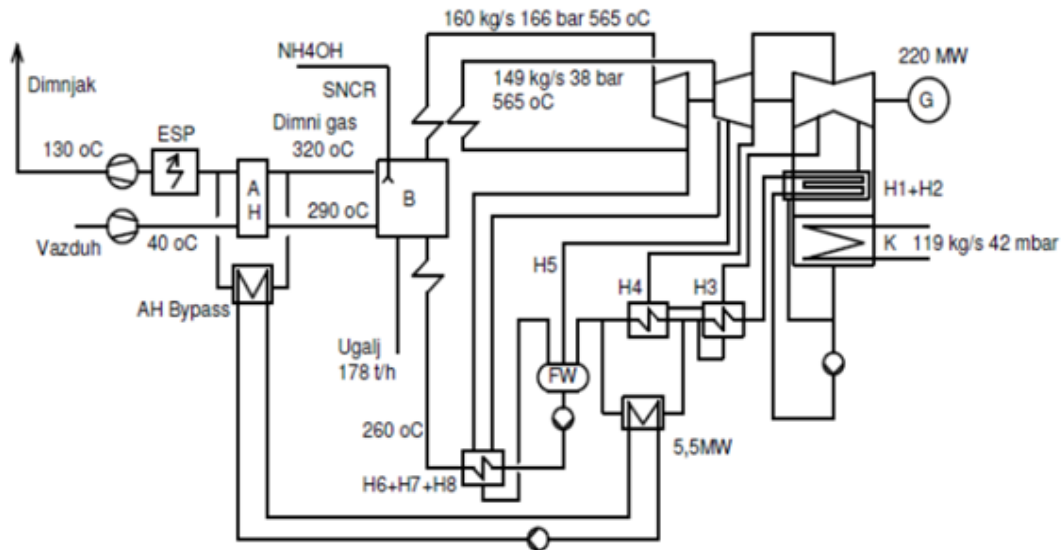 160 kg/s 166 bar 565 oC
NH4OH
220 MW
Dimnjak
SNCR
149 kg/s 38 bar
565 oC
G
ESP
Dimni gas
130 oC
320 oC
A
H
B
H1+H2
290 oC
Vazduh
40 oC
K 119 kg/s 42 mbar
H5
H4
H3
AH Bypass
Ugalj
178 t/h
FW
260 oC
5,5MW
H6+H7+H8